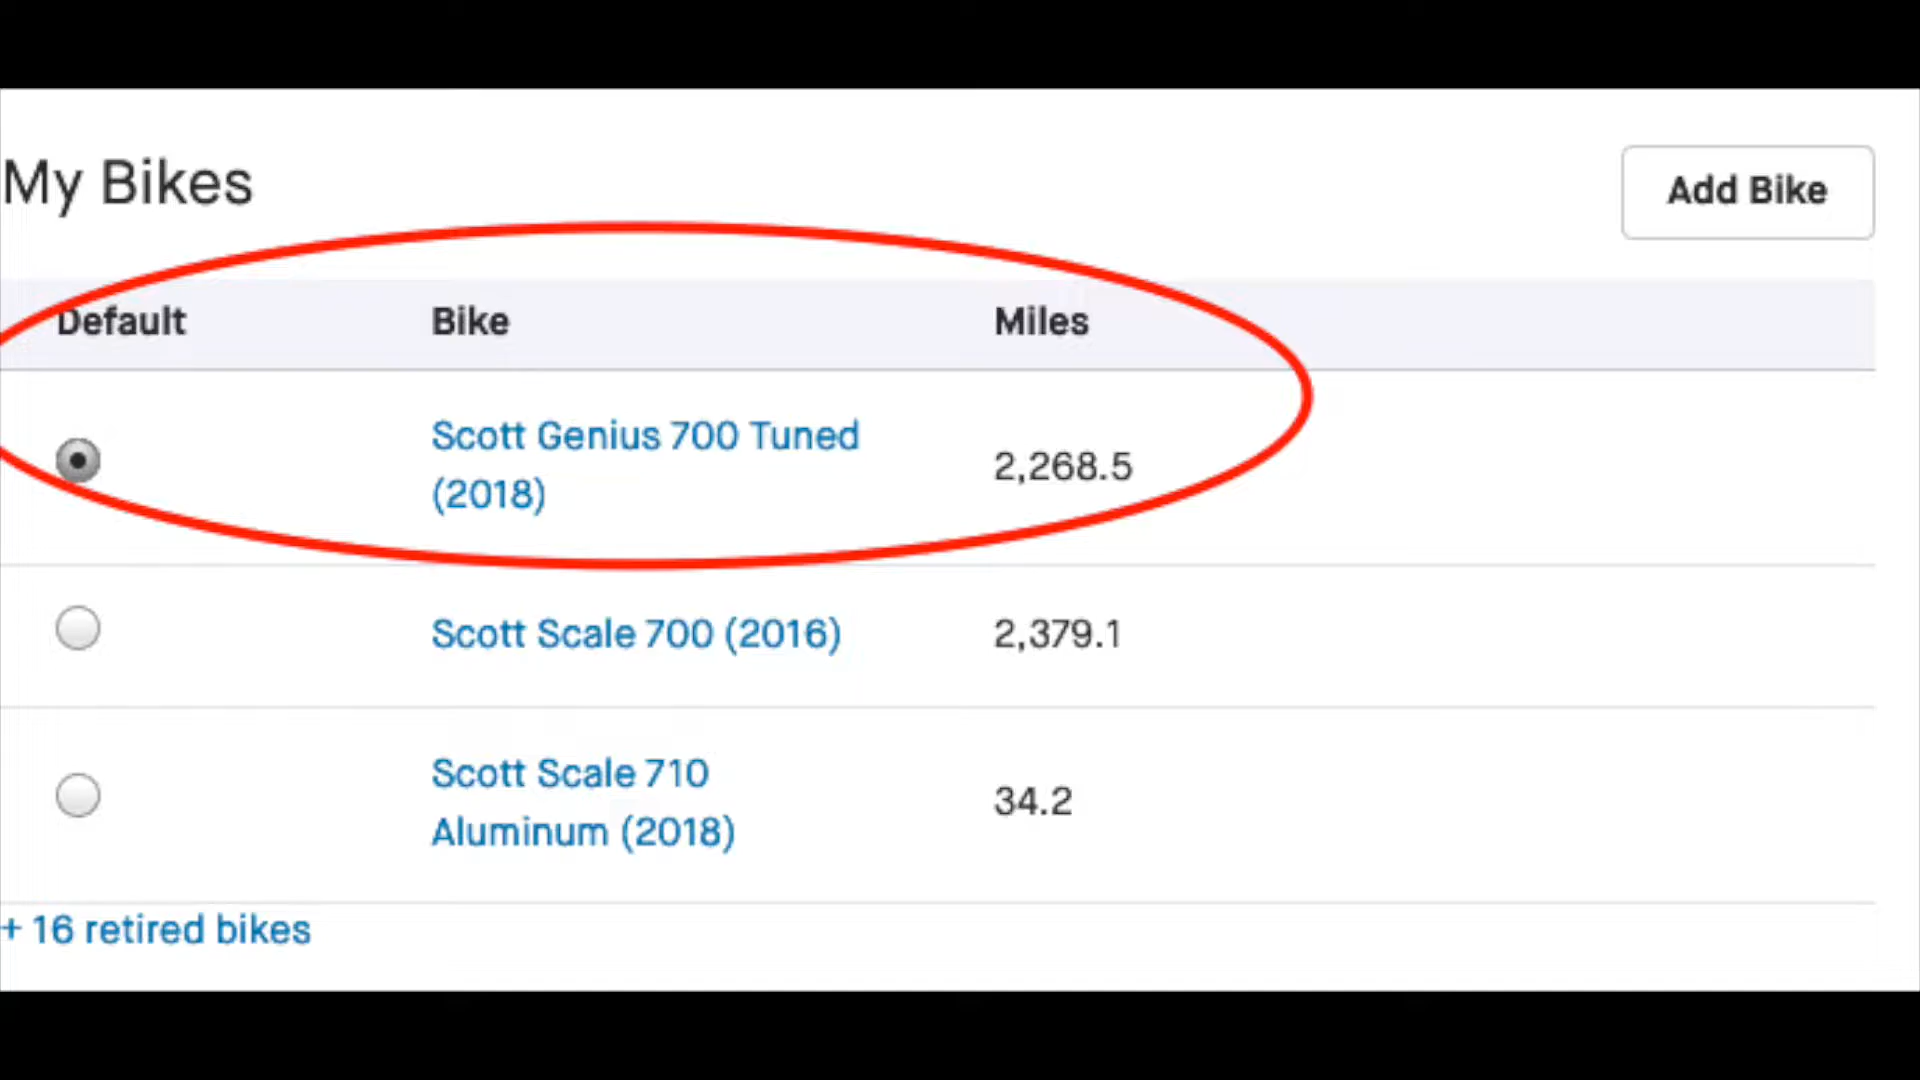 My Bikes
Add Bike
Default Bike Miles
Scott Genius 700 Tuned
(2018)
2,268.5
Scott Scale 700 (2016) 2,379.1
Scott Scale 710
Aluminum (2018)
34.2
+ 16 retired bikes